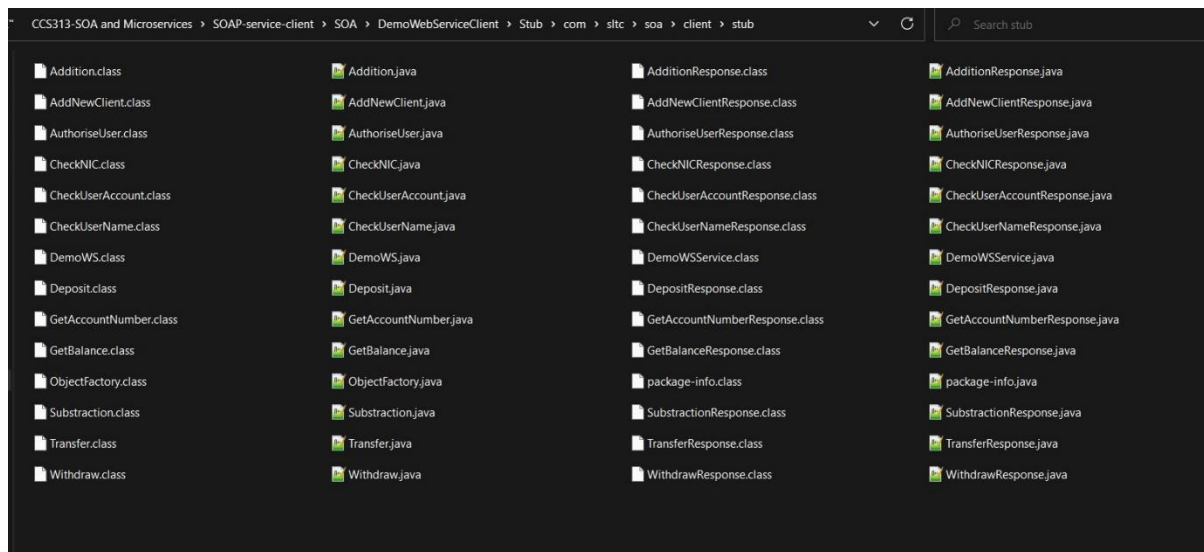 CCS313-SOA and Microservices > SOAP-service-client > SOA > DemoWebServiceClient > Stub > com > sltc > soa > client > stub Search stub
Addition.class Addition.java AdditionResponse.class AdditionResponse.java
AddNewClient.class AddNewClient.java AddNewClientResponse.class AddNewClientResponse.java
AuthoriseUser.class AuthoriseUser.java AuthoriseUserResponse.class AuthoriseUserResponse.java
CheckNIC.class CheckNIC.java CheckNICResponse.class CheckNICResponse.java
CheckUserAccount.class CheckUserAccount.java CheckUserAccountResponse.class CheckUserAccountResponse.java
CheckUserName.class CheckUserName.java CheckUserNameResponse.class CheckUserNameResponse.java
DemoWS.class DemoWS.java DemoWSService.class DemoWSService.java
Deposit.class Deposit.java DepositResponse.class DepositResponse.java
GetAccountNumber.class GetAccountNumber.java GetAccountNumberResponse.class GetAccountNumberResponse.java
GetBalance.class GetBalance.java GetBalanceResponse.class GetBalanceResponse.java
ObjectFactory.class ObjectFactory.java package-info.class package-info.java
Substraction.class Substraction.java SubstractionResponse.class SubstractionResponse.java
Transfer.class Transfer.java TransferResponse.class TransferResponse.java
Withdraw.class Withdraw.java WithdrawResponse.class WithdrawResponse.java